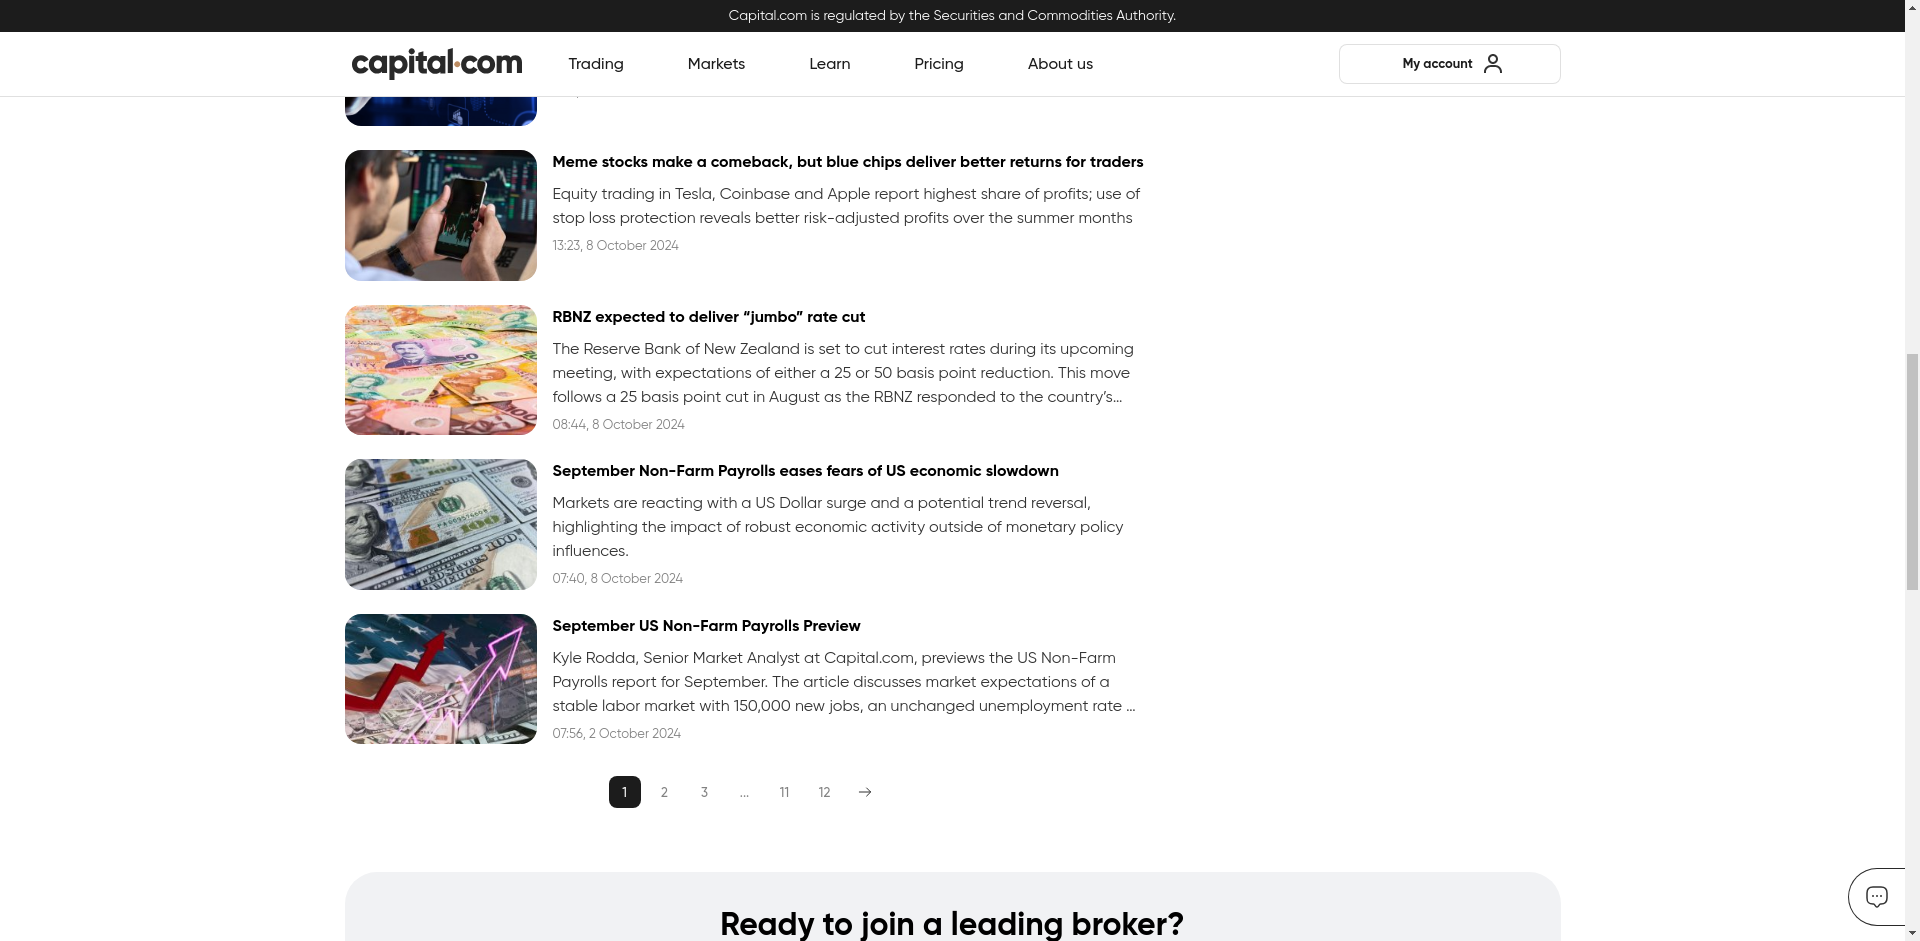 Capital.com is regulated by the Securities and Commodities Authority.
capital.com
Trading
Markets
Learn
Pricing
About us
My account
Meme stocks make a comeback, but blue chips deliver better returns for traders
Equity trading in Tesla, Coinbase and Apple report highest share of profits; use of
stop loss protection reveals better risk-adjusted profits over the summer months
13:23, 8 October 2024
RBNZ expected to deliver “jumbo” rate cut
The Reserve Bank of New Zealand is set to cut interest rates during its upcoming
meeting, with expectations of either a 25 or 50 basis point reduction. This move
follows a 25 basis point cut in August as the RBNZ responded to the country’s...
08:44, 8 October 2024
September Non-Farm Payrolls eases fears of US economic slowdown
Markets are reacting with a US Dollar surge and a potential trend reversal,
highlighting the impact of robust economic activity outside of monetary policy
influences.
07:40, 8 October 2024
September US Non-Farm Payrolls Preview
Kyle Rodda, Senior Market Analyst at Capital.com, previews the US Non-Farm
Payrolls report for September. The article discusses market expectations of a
stable labor market with 150,000 new jobs, an unchanged unemployment rate ...
07:56, 2 October 2024
1 2 3 ... 11 12
Ready to join a leading broker?